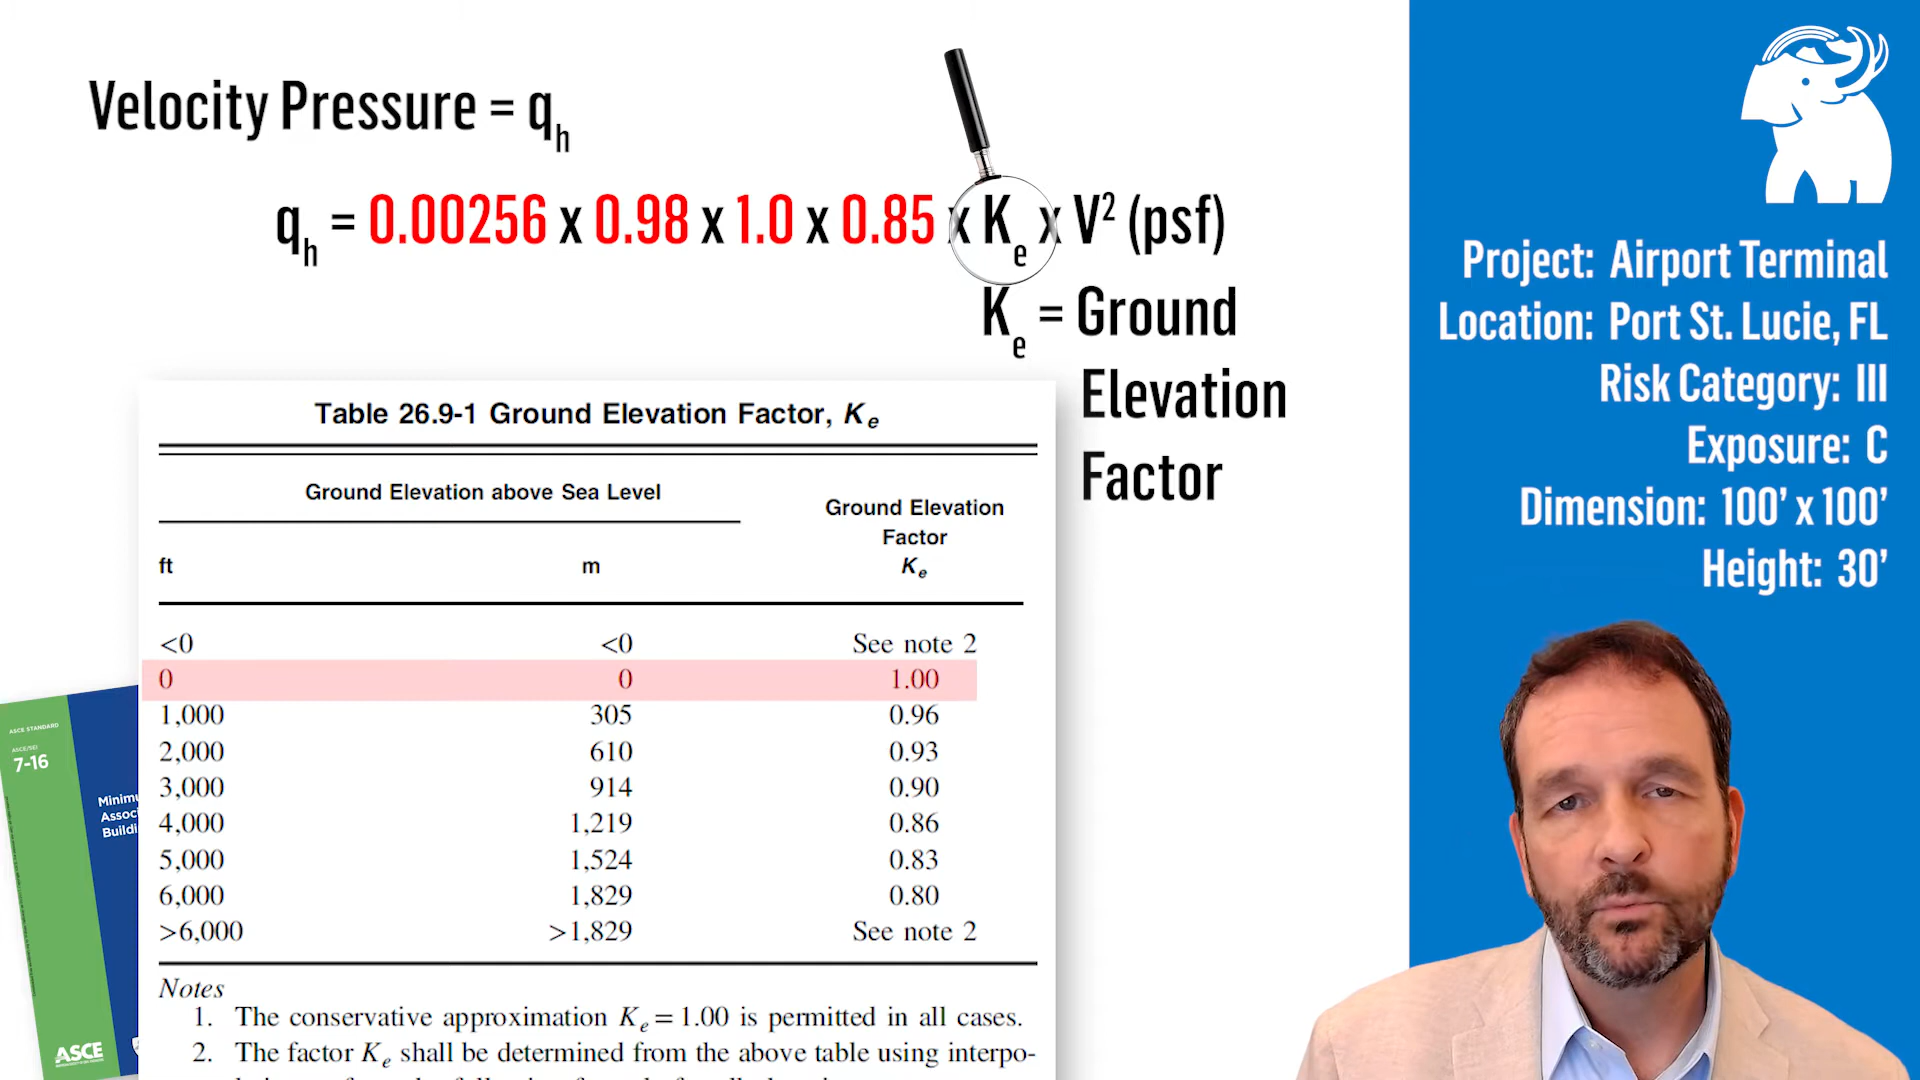 Velocity Pressure = qh
qh = 0.00256 x 0.98 x 1.0 x 0.85 x Ke x V² (psf)
Ke = Ground
Elevation
Factor
Table 26.9-1 Ground Elevation Factor, Ke
Ground Elevation above Sea Level
Ground Elevation
Factor
ft m Ke
<0 <0 See note 2
0 0 1.00
1,000 305 0.96
2,000 610 0.93
3,000 914 0.90
4,000 1,219 0.86
5,000 1,524 0.83
6,000 1,829 0.80
>6,000 >1,829 See note 2
Notes
1. The conservative approximation Ke = 1.00 is permitted in all cases.
2. The factor Ke shall be determined from the above table using interpo-
ASCE STANDARD
ASCE/SEI
7-16
ASCE
Project: Airport Terminal
Location: Port St. Lucie, FL
Risk Category: III
Exposure: C
Dimension: 100’ x 100’
Height: 30’